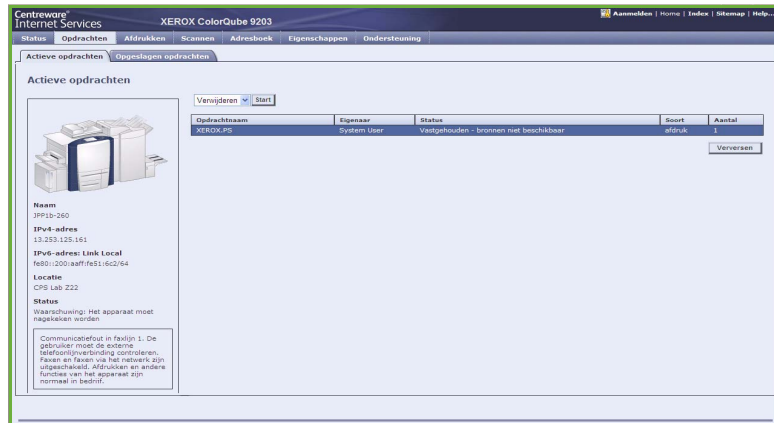 Centreware®
Internet Services
XEROX ColorQube 9203
Aanmelden | Home | Index | Sitemap | Help...
Status Opdrachten Afdrukken Scannen Adresboek Eigenschappen Ondersteuning
Actieve opdrachten Opgeslagen opdrachten
Actieve opdrachten
Verwijderen Start
Opdrachtnaam Eigenaar Status Soort Aantal
XEROX.PS System User Vastgehouden - bronnen niet beschikbaar afdruk 1
Verversen
Naam
JPP1b-260
IPv4-adres
13.253.125.161
IPv6-adres: Link Local
fe80::200:aaff:fe51:6c2/64
Locatie
CPS Lab Z22
Status
Waarschuwing: Het apparaat moet
nagekeken worden
Communicatiefout in faxlijn 1. De
gebruiker moet de externe
telefoonlijnverbinding controleren.
Faxen en faxen via het netwerk zijn
uitgeschakeld. Afdrukken en andere
functies van het apparaat zijn
normaal in bedrijf.